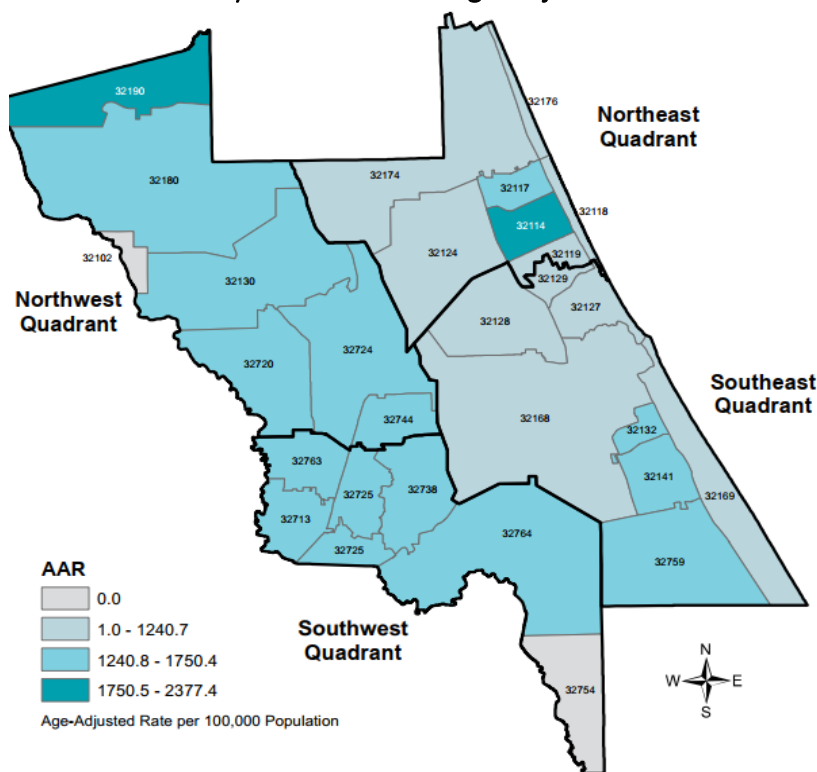 32190
32176
Northeast
Quadrant
32180
32174
32117
32118
32114
32102
32124
32119
32129
32130
Northwest
Quadrant
32127
32128
32724
32720
Southeast
Quadrant
32744
32168
32132
32763
32141
32725
32738
32169
32713
32764
32725
32759
AAR
0.0
1.0 - 1240.7
1240.8 - 1750.4
1750.5 - 2377.4
Age-Adjusted Rate per 100,000 Population
Southwest
Quadrant
32754
N
W E
S